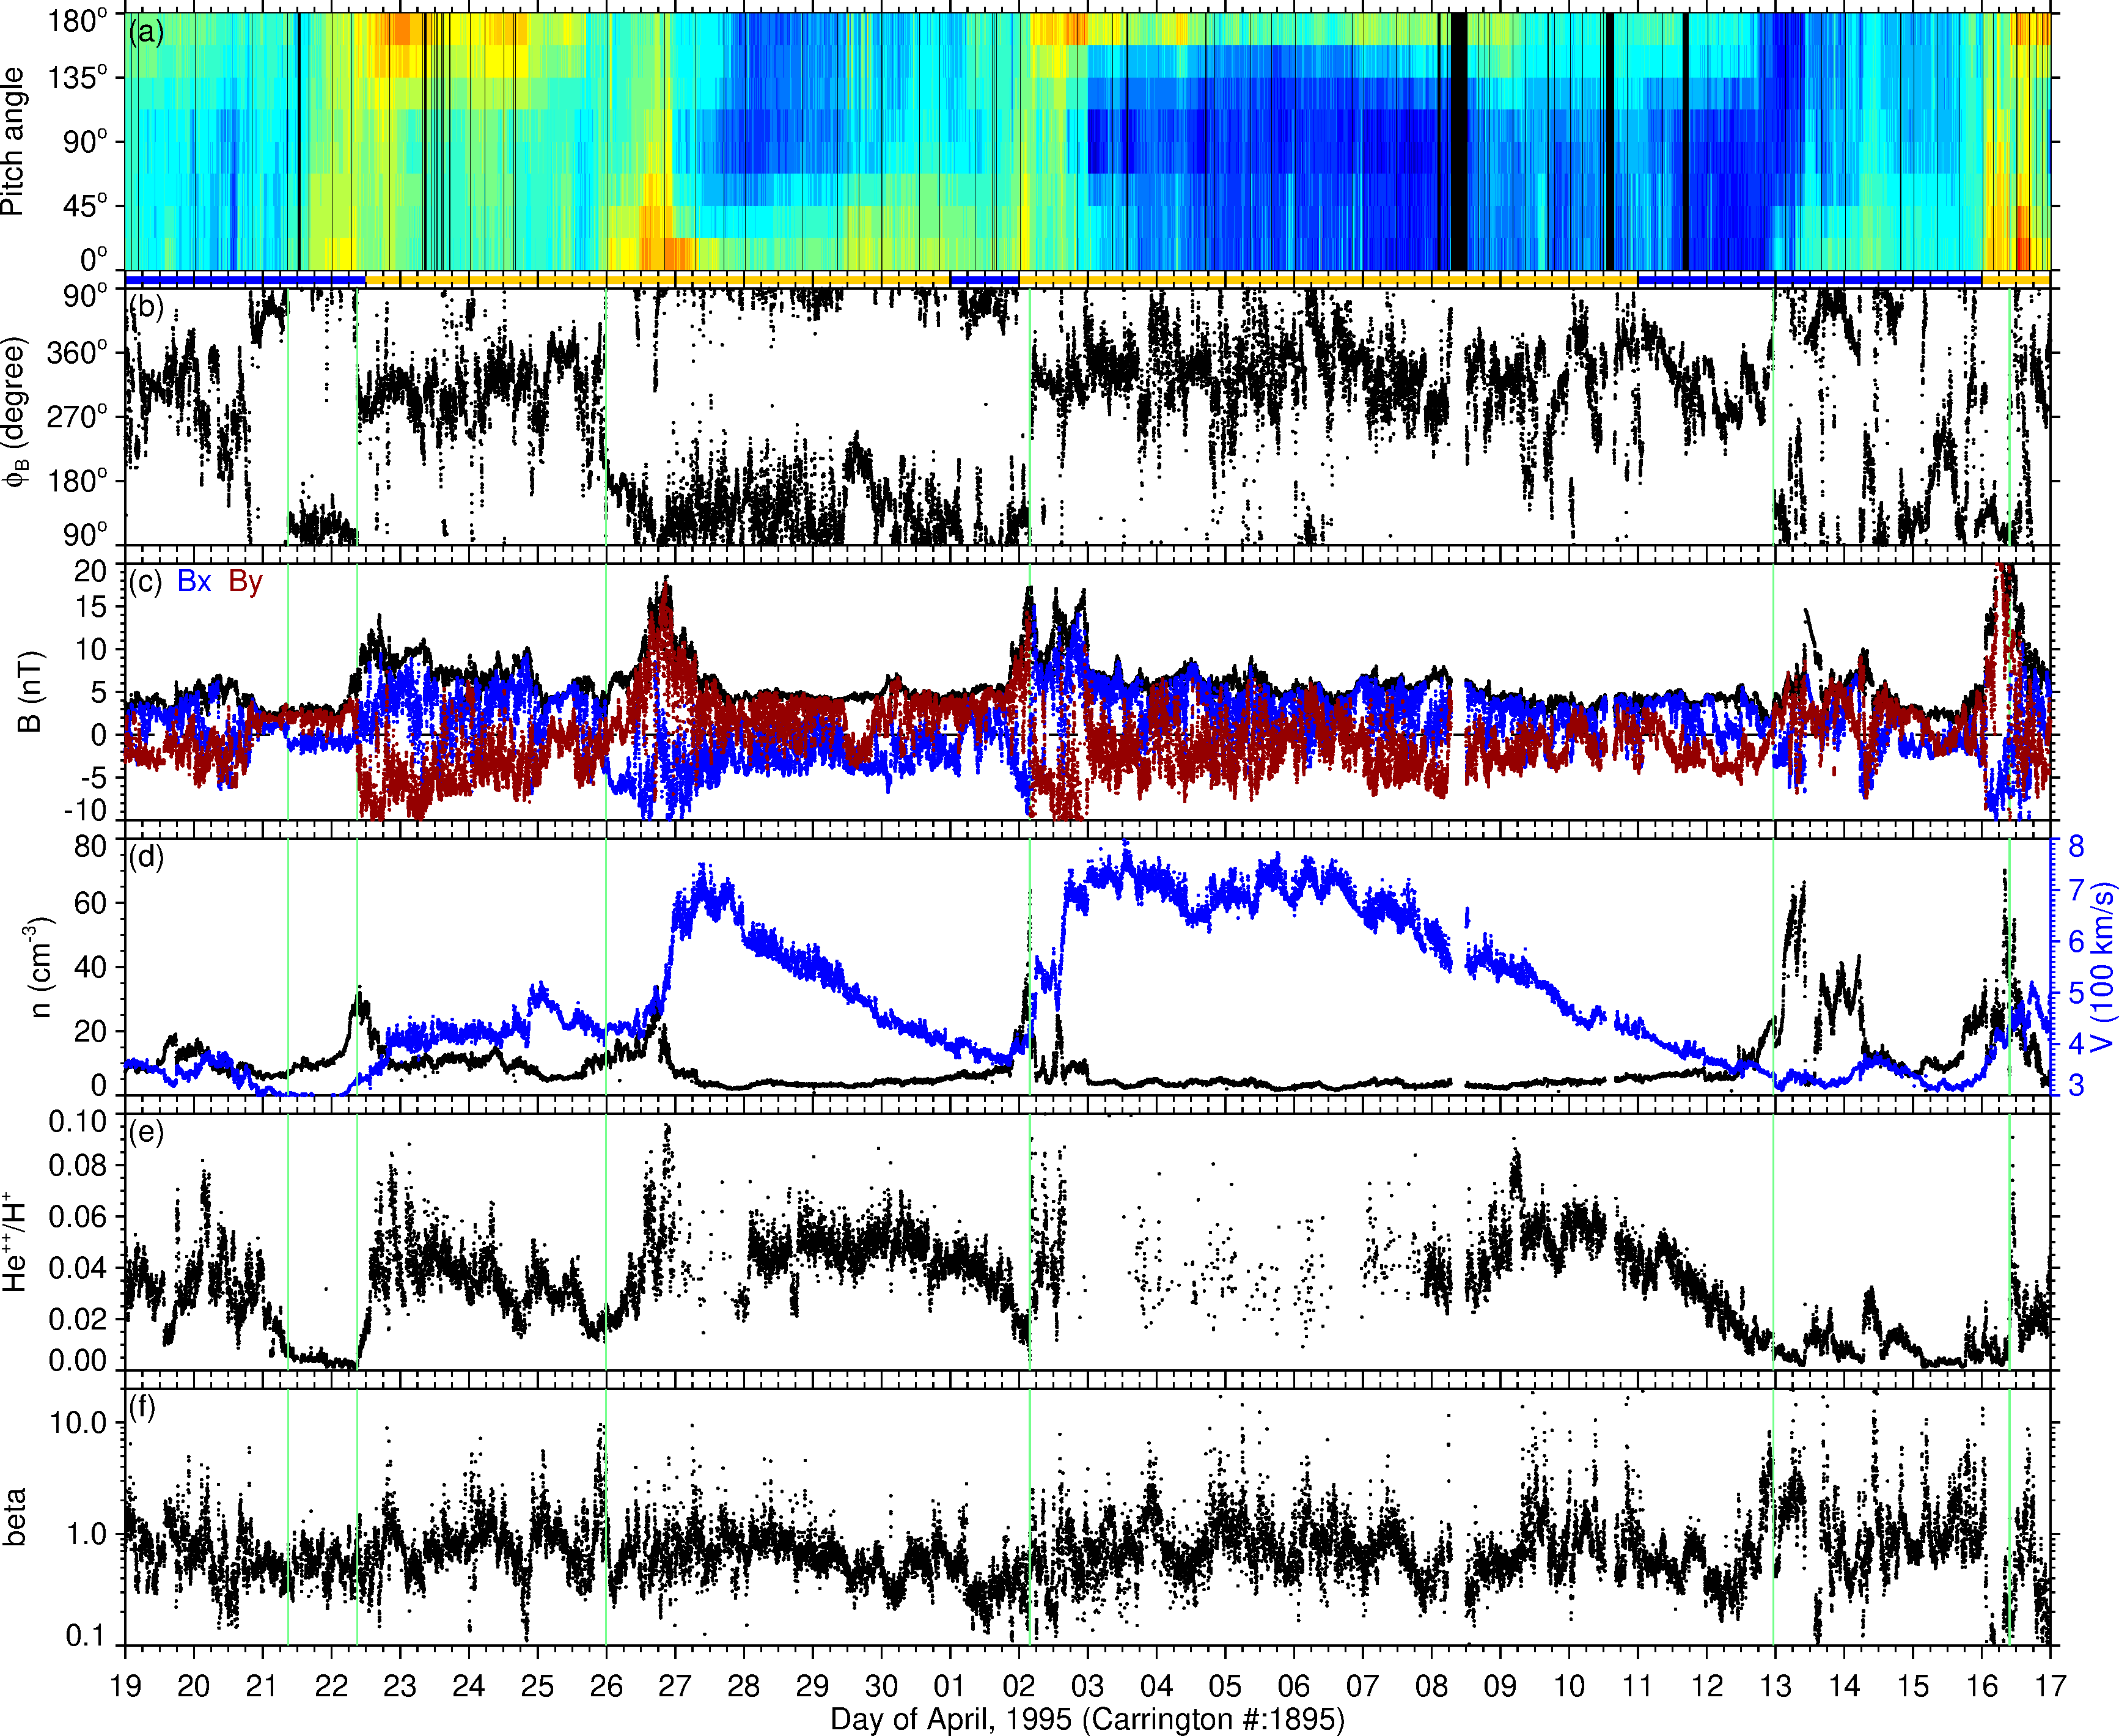 (a)
180°
135°
90°
45°
0°
Pitch angle
(b)
90°
360°
270°
180°
90°
ϕB (degree)
(c) Bx By
20
15
10
5
0
-5
-10
B (nT)
(d)
80
60
40
20
0
n (cm⁻³)
8
7
6
5
4
3
V (100 km/s)
(e)
0.10
0.08
0.06
0.04
0.02
0.00
He⁺⁺/H⁺
(f)
10.0
1.0
0.1
beta
19 20 21 22 23 24 25 26 27 28 29 30 01 02 03 04 05 06 07 08 09 10 11 12 13 14 15 16 17
Day of April, 1995 (Carrington #:1895)